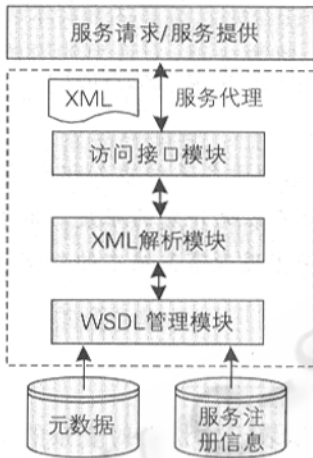 服务请求/服务提供
XML
服务代理
访问接口模块
XML解析模块
WSDL管理模块
元数据
服务注
册信息